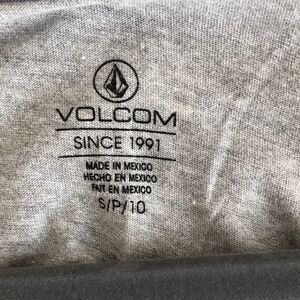 VOLCOM
SINCE 1991
MADE IN MEXICO
HECHO EN MEXICO
FAIT EN MEXICO
S/P/10